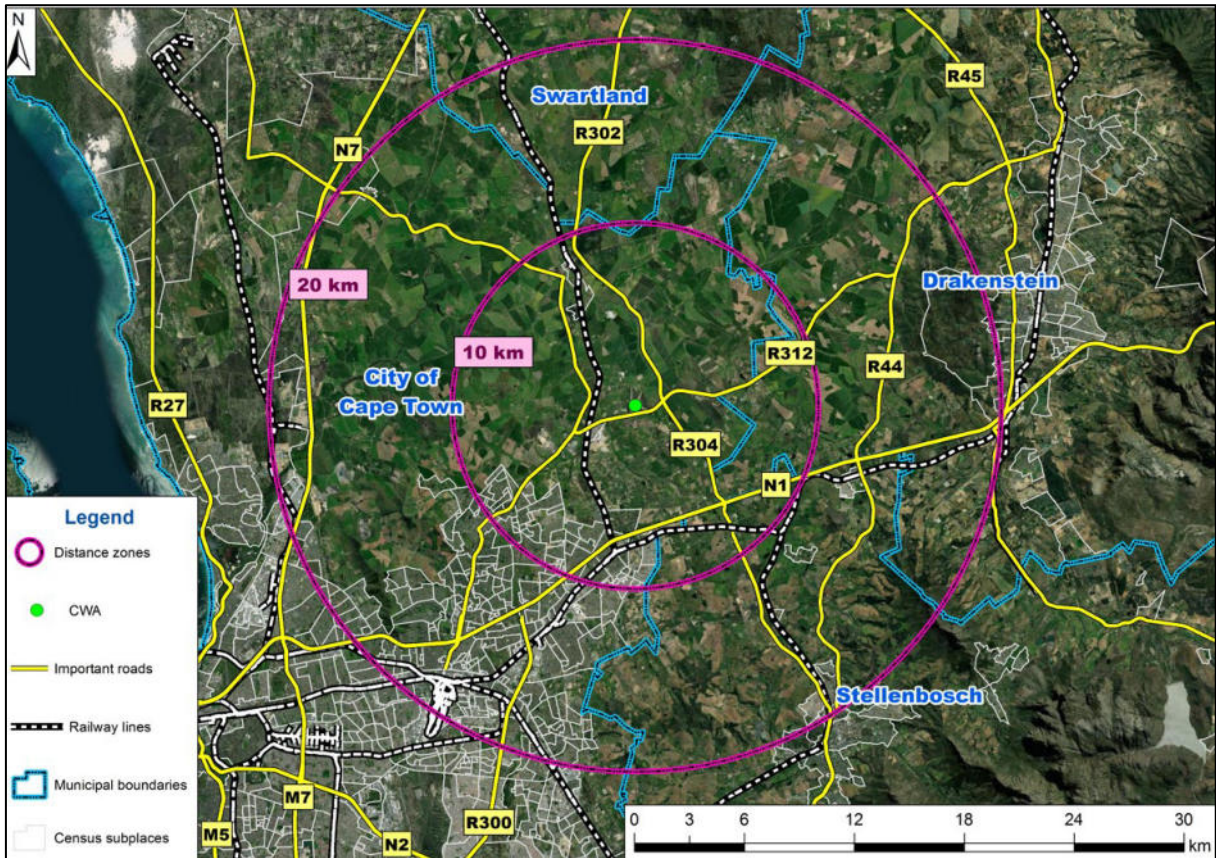 N
R45
Swartland
R302
N7
20 km
Drakenstein
10 km
R312
R44
City of
Cape Town
R27
R304
N1
Legend
Distance zones
CWA
Important roads
Railway lines
Municipal boundaries
Census subplaces
Stellenbosch
M7
R300
M5
N2
0 3 6 12 18 24 30
km